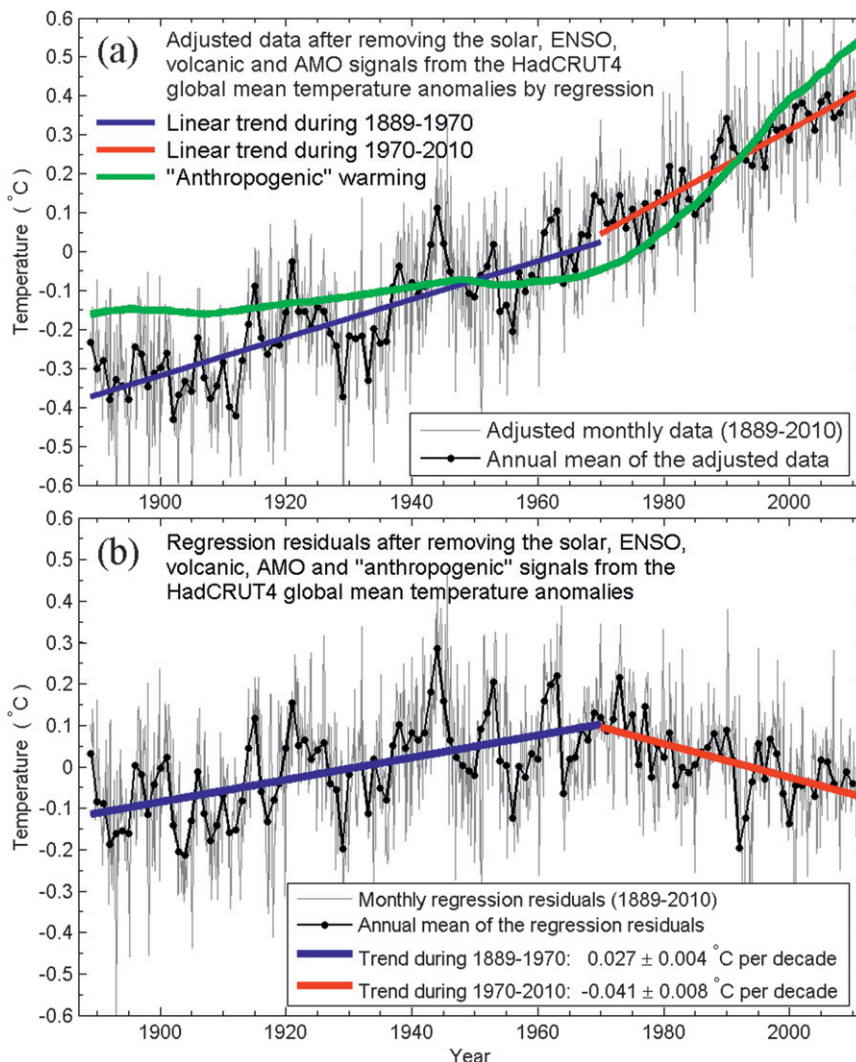 (a)
Adjusted data after removing the solar, ENSO,
volcanic and AMO signals from the HadCRUT4
global mean temperature anomalies by regression
Linear trend during 1889-1970
Linear trend during 1970-2010
"Anthropogenic" warming
0.6
0.5
0.4
0.3
0.2
0.1
0
-0.1
-0.2
-0.3
-0.4
-0.5
-0.6
Temperature (°C)
Adjusted monthly data (1889-2010)
Annual mean of the adjusted data
1900 1920 1940 1960 1980 2000
(b)
Regression residuals after removing the solar, ENSO,
volcanic, AMO and "anthropogenic" signals from the
HadCRUT4 global mean temperature anomalies
0.6
0.5
0.4
0.3
0.2
0.1
0
-0.1
-0.2
-0.3
-0.4
-0.5
-0.6
Temperature (°C)
Monthly regression residuals (1889-2010)
Annual mean of the regression residuals
Trend during 1889-1970: 0.027 ± 0.004 °C per decade
Trend during 1970-2010: -0.041 ± 0.008 °C per decade
1900 1920 1940 1960 1980 2000
Year